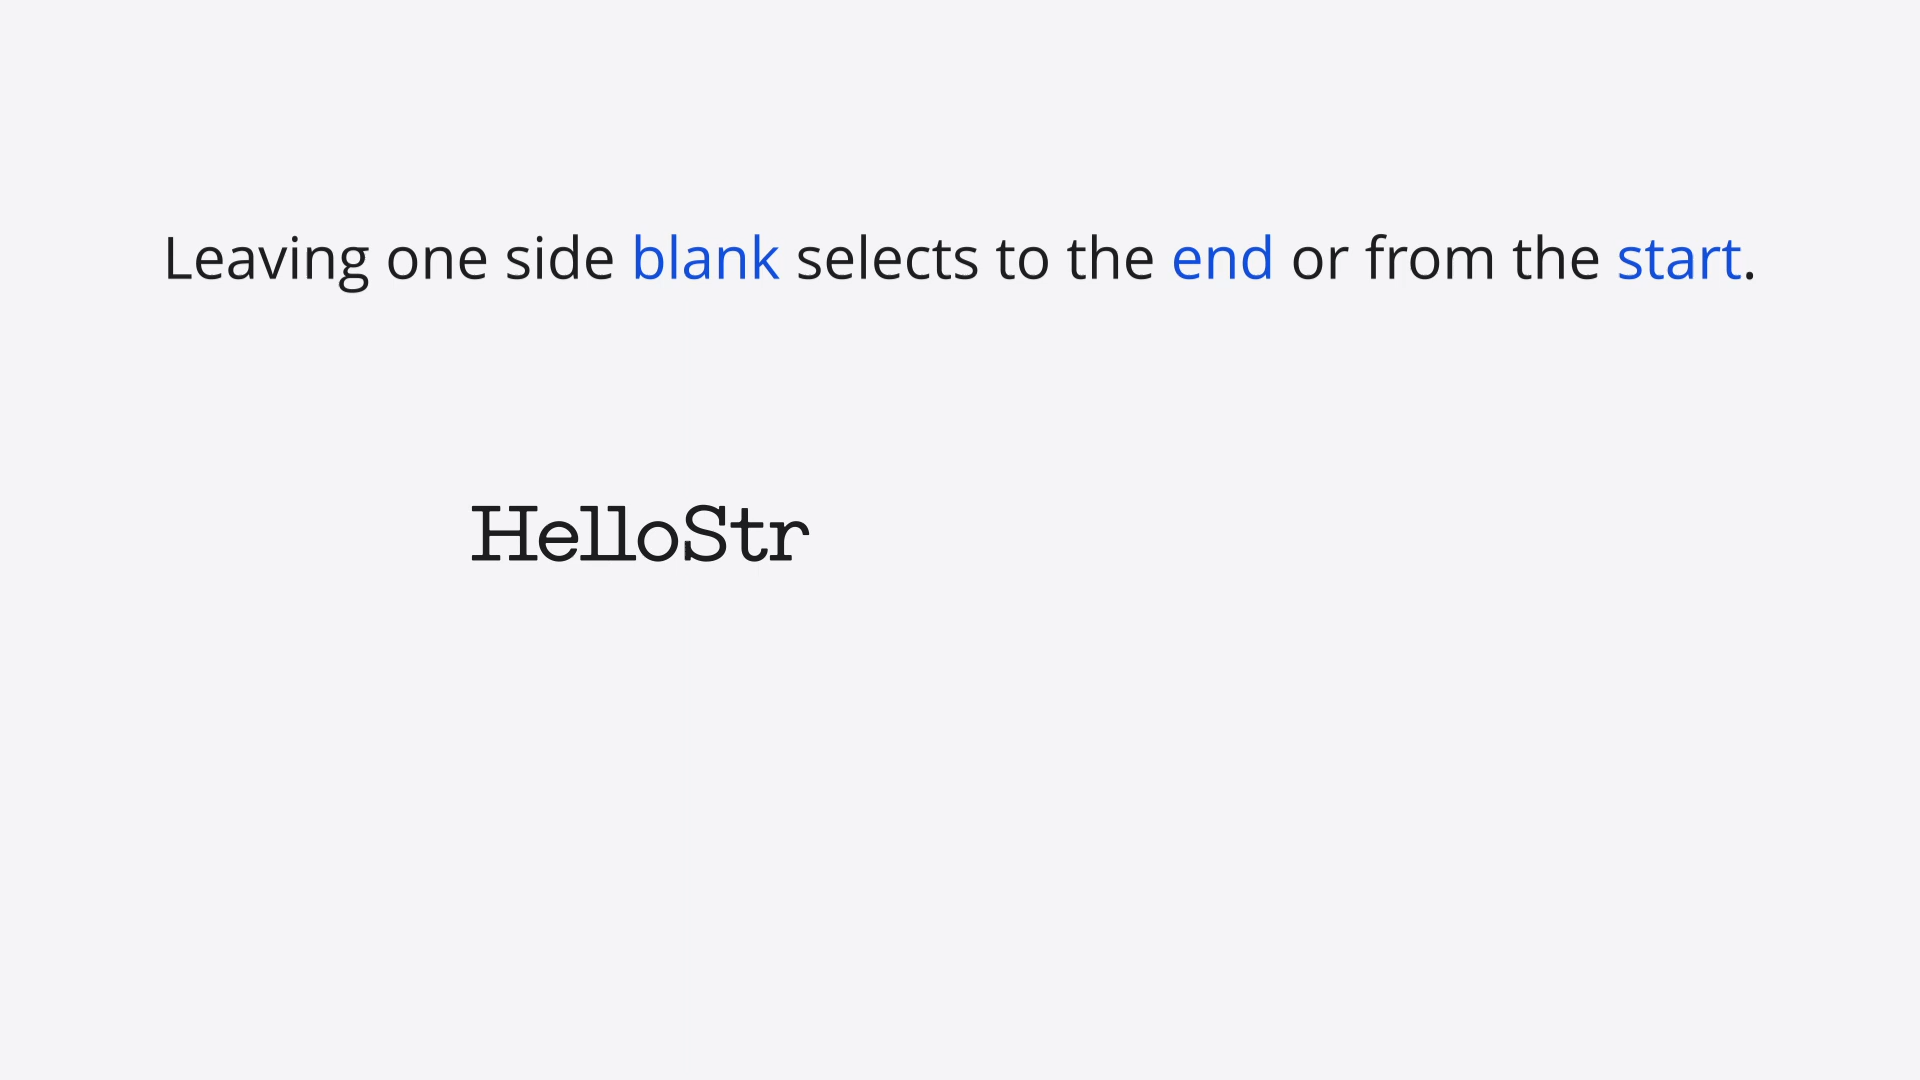 Leaving one side blank selects to the end or from the start.
HelloStr